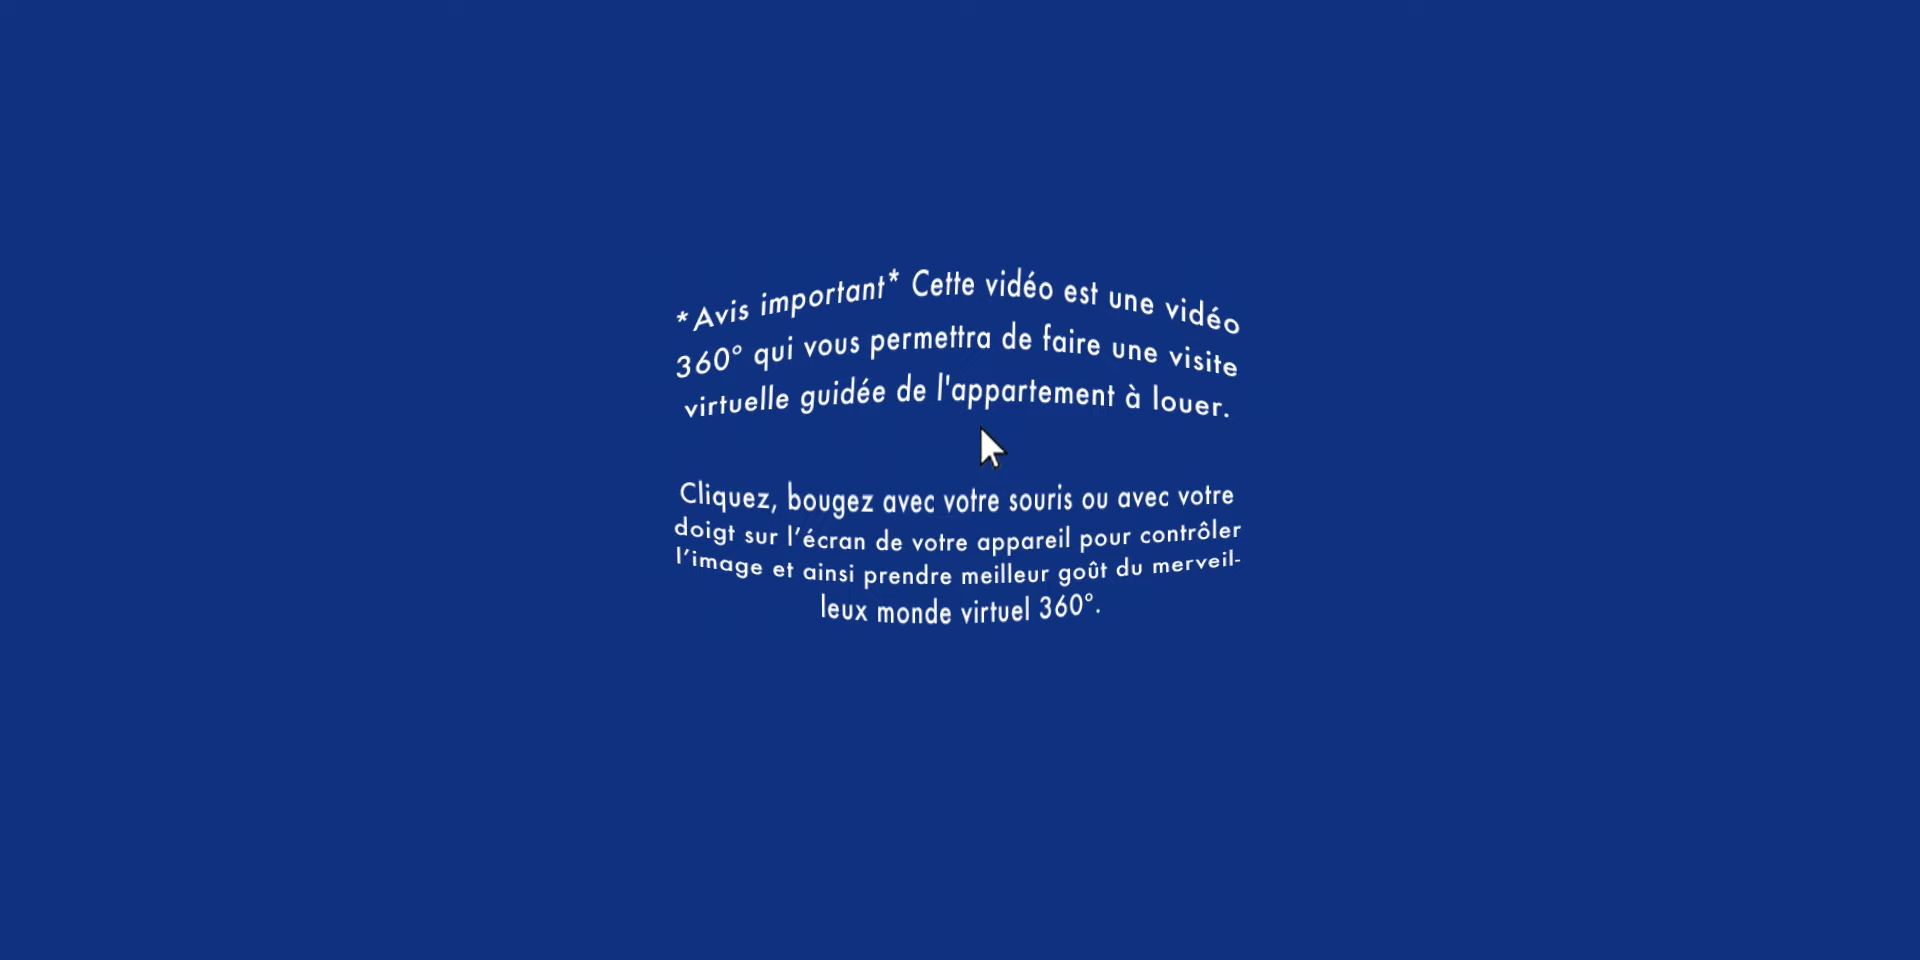 *Avis important* Cette vidéo est une vidéo
360° qui vous permettra de faire une visite
virtuelle guidée de l'appartement à louer.
Cliquez, bougez avec votre souris ou avec votre
doigt sur l’écran de votre appareil pour contrôler
l’image et ainsi prendre meilleur goût du merveil-
leux monde virtuel 360°.